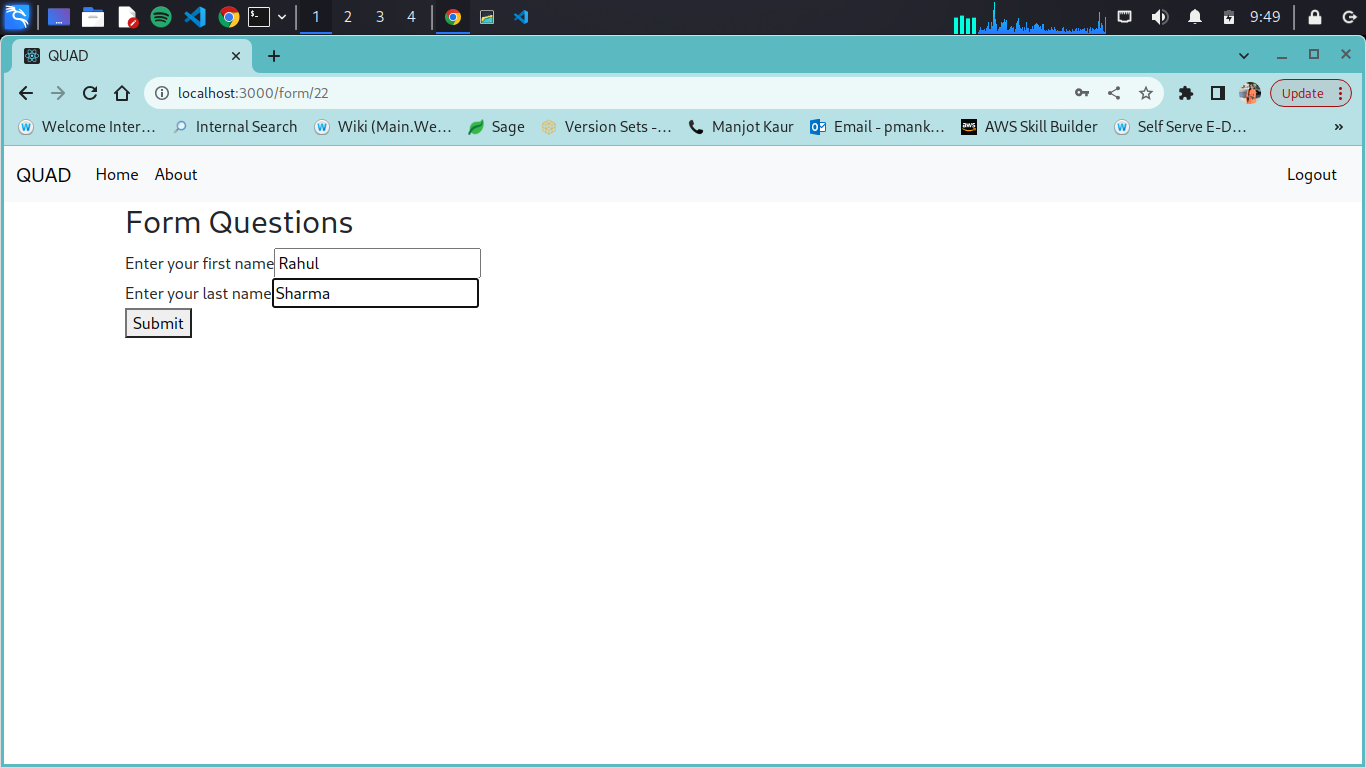 1 2 3 4 9:49
QUAD
localhost:3000/form/22 Update
Welcome Inter... Internal Search Wiki (Main.We... Sage Version Sets -... Manjot Kaur Email - pmank... AWS Skill Builder Self Serve E-D... »
QUAD Home About Logout
Form Questions
Enter your first name Rahul
Enter your last name Sharma
Submit